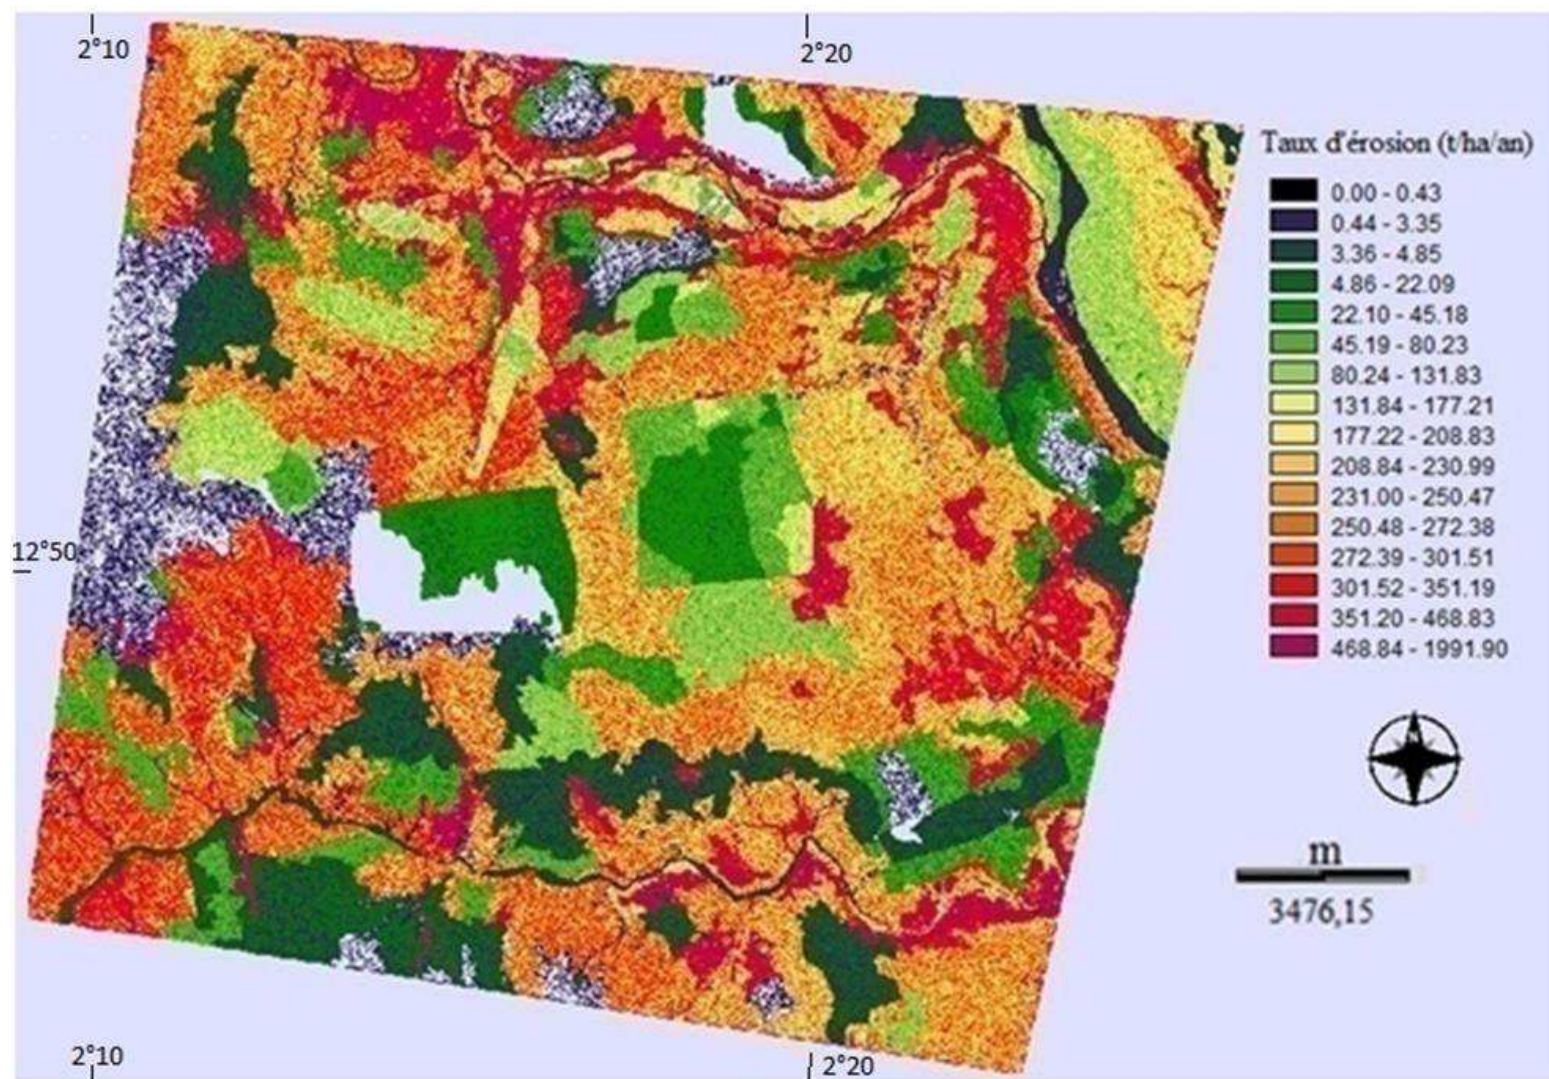 2°10
2°20
Taux d'érosion (t/ha/an)
0.00 - 0.43
0.44 - 3.35
3.36 - 4.85
4.86 - 22.09
22.10 - 45.18
45.19 - 80.23
80.24 - 131.83
131.84 - 177.21
177.22 - 208.83
208.84 - 230.99
231.00 - 250.47
250.48 - 272.38
272.39 - 301.51
301.52 - 351.19
351.20 - 468.83
468.84 - 1991.90
12°50
N
m
3476,15
2°10
2°20